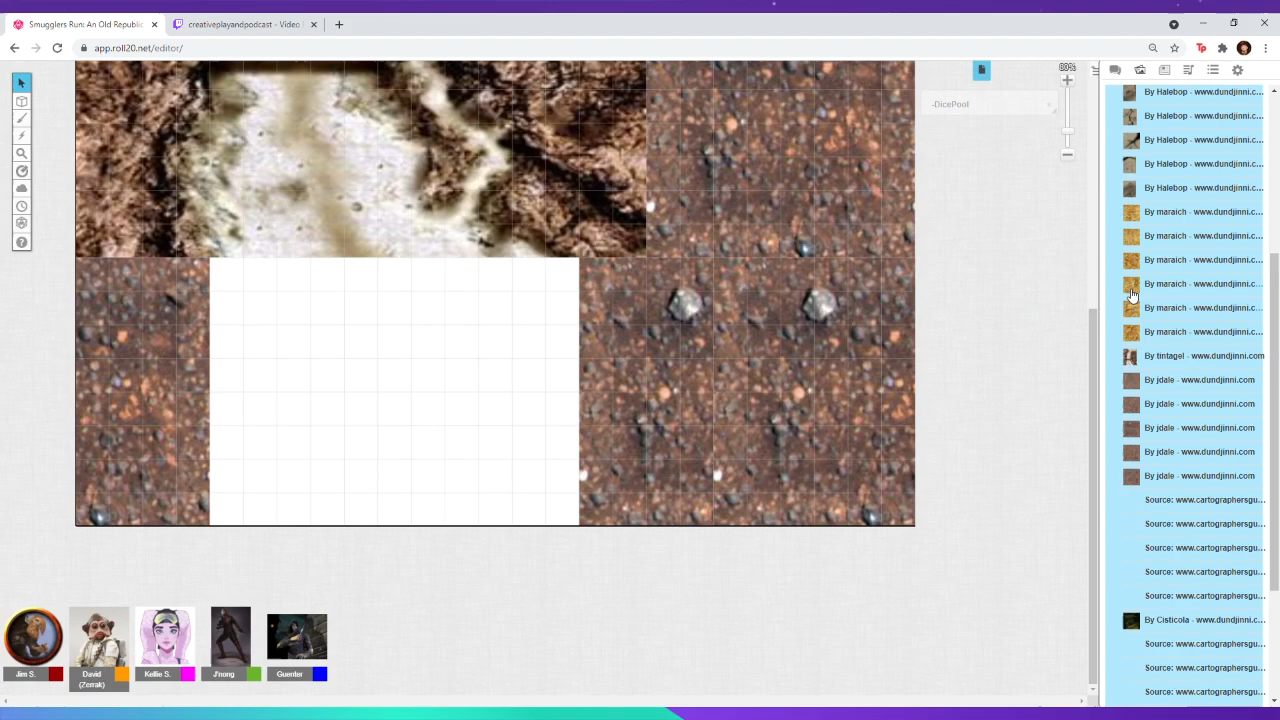 Smugglers Run: An Old Republic
creativeplayandpodcast - Video
app.roll20.net/editor/
Tp
-DicePool
By Halebop - www.dundjinni.c...
By Halebop - www.dundjinni.c...
By Halebop - www.dundjinni.c...
By Halebop - www.dundjinni.c...
By Halebop - www.dundjinni.c...
By maraich - www.dundjinni.c...
By maraich - www.dundjinni.c...
By maraich - www.dundjinni.c...
By maraich - www.dundjinni.c...
By maraich - www.dundjinni.c...
By maraich - www.dundjinni.c...
By tintagel - www.dundjinni.com
By jdale - www.dundjinni.com
By jdale - www.dundjinni.com
By jdale - www.dundjinni.com
By jdale - www.dundjinni.com
By jdale - www.dundjinni.com
Source: www.cartographersgu...
Source: www.cartographersgu...
Source: www.cartographersgu...
Source: www.cartographersgu...
Source: www.cartographersgu...
By Cisticola - www.dundjinni.c...
Source: www.cartographersgu...
Source: www.cartographersgu...
Source: www.cartographersgu...
Jim S.
David
(Zerrak)
Kellie S.
J'nong
Guenter